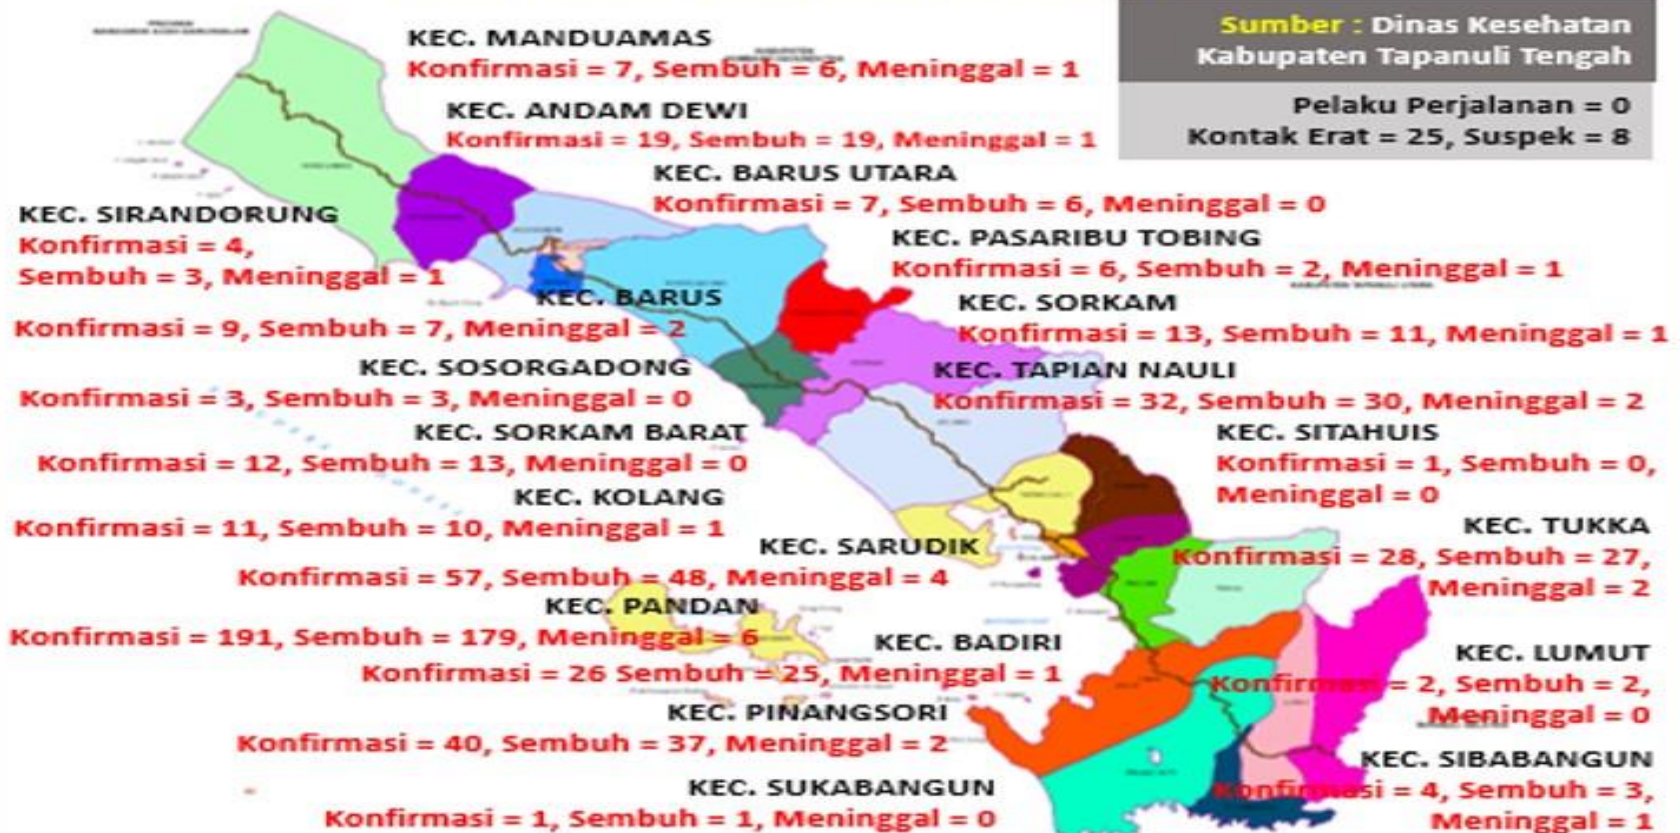 Sumber : Dinas Kesehatan
Kabupaten Tapanuli Tengah
Pelaku Perjalanan = 0
Kontak Erat = 25, Suspek = 8
KEC. MANDUAMAS
Konfirmasi = 7, Sembuh = 6, Meninggal = 1
KEC. ANDAM DEWI
Konfirmasi = 19, Sembuh = 19, Meninggal = 1
KEC. BARUS UTARA
Konfirmasi = 7, Sembuh = 6, Meninggal = 0
KEC. SIRANDORUNG
Konfirmasi = 4,
Sembuh = 3, Meninggal = 1
KEC. PASARIBU TOBING
Konfirmasi = 6, Sembuh = 2, Meninggal = 1
KEC. BARUS
Konfirmasi = 9, Sembuh = 7, Meninggal = 2
KEC. SORKAM
Konfirmasi = 13, Sembuh = 11, Meninggal = 1
KEC. SOSORGADONG
Konfirmasi = 3, Sembuh = 3, Meninggal = 0
KEC. TAPIAN NAULI
Konfirmasi = 32, Sembuh = 30, Meninggal = 2
KEC. SORKAM BARAT
Konfirmasi = 12, Sembuh = 13, Meninggal = 0
KEC. SITAHUIS
Konfirmasi = 1, Sembuh = 0,
Meninggal = 0
KEC. KOLANG
Konfirmasi = 11, Sembuh = 10, Meninggal = 1
KEC. TUKKA
Konfirmasi = 28, Sembuh = 27,
Meninggal = 2
KEC. SARUDIK
Konfirmasi = 57, Sembuh = 48, Meninggal = 4
KEC. PANDAN
Konfirmasi = 191, Sembuh = 179, Meninggal = 6
KEC. BADIRI
Konfirmasi = 26 Sembuh = 25, Meninggal = 1
KEC. LUMUT
Konfirmasi = 2, Sembuh = 2,
Meninggal = 0
KEC. PINANGSORI
Konfirmasi = 40, Sembuh = 37, Meninggal = 2
KEC. SIBABANGUN
Konfirmasi = 4, Sembuh = 3,
Meninggal = 1
KEC. SUKABANGUN
Konfirmasi = 1, Sembuh = 1, Meninggal = 0